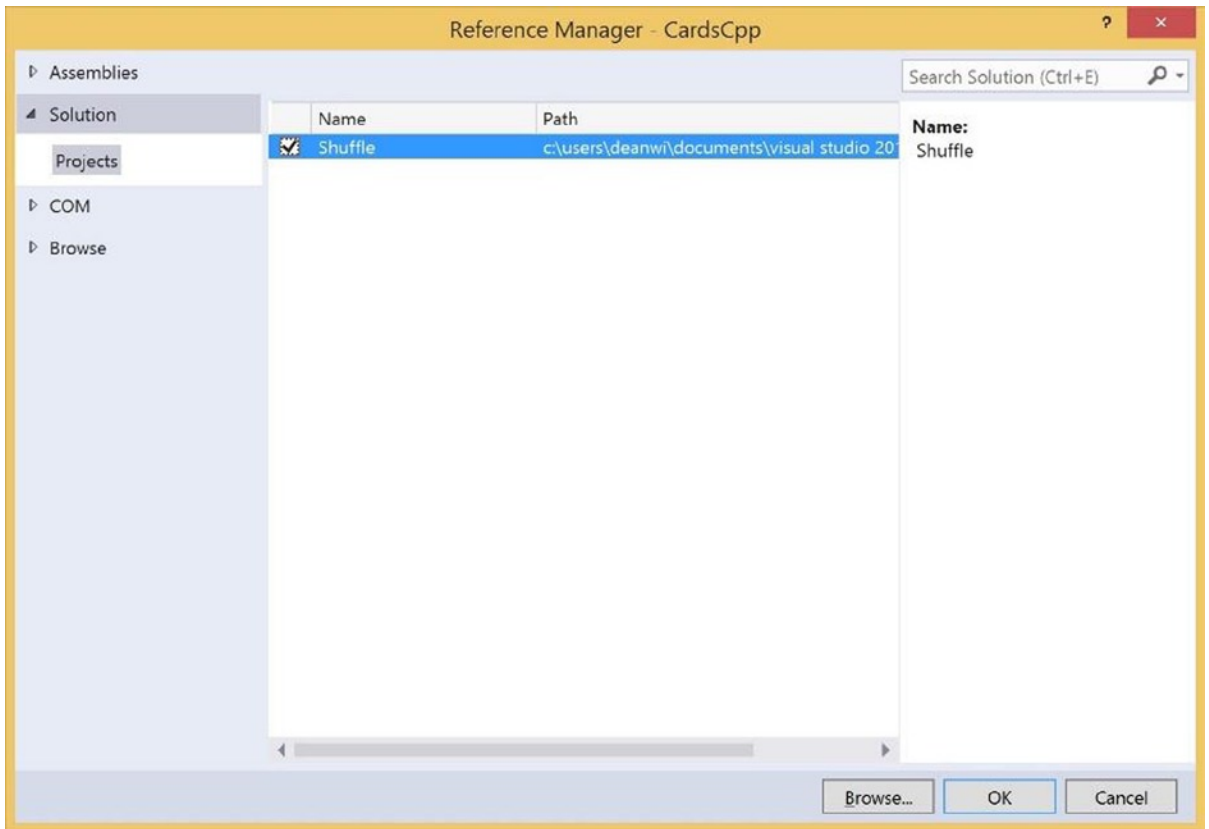 Reference Manager - CardsCpp
?
Assemblies
Search Solution (Ctrl+E)
Solution
Projects
COM
Browse
Name Path
Shuffle c:\users\deanwi\documents\visual studio 20
Name:
Shuffle
Browse... OK Cancel